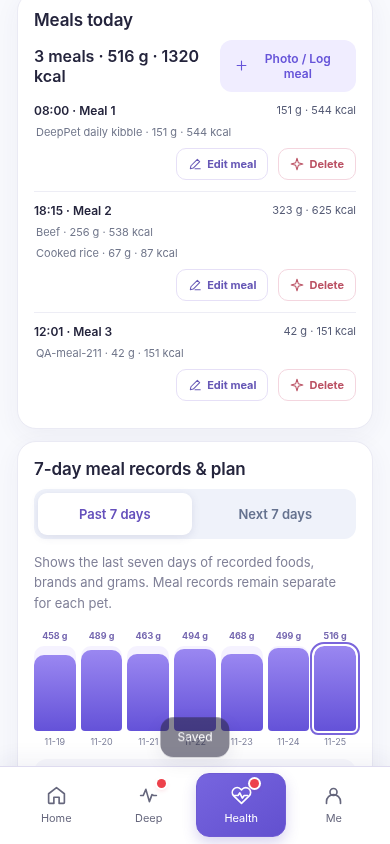 Meals today
3 meals · 516 g · 1320
kcal
Photo / Log
meal
08:00 · Meal 1
151 g · 544 kcal
DeepPet daily kibble · 151 g · 544 kcal
Edit meal
Delete
18:15 · Meal 2
323 g · 625 kcal
Beef · 256 g · 538 kcal
Cooked rice · 67 g · 87 kcal
Edit meal
Delete
12:01 · Meal 3
42 g · 151 kcal
QA-meal-211 · 42 g · 151 kcal
Edit meal
Delete
7-day meal records & plan
Past 7 days
Next 7 days
Shows the last seven days of recorded foods,
brands and grams. Meal records remain separate
for each pet.
458 g 489 g 463 g 494 g 468 g 499 g 516 g
11-19 11-20 11-21 11-22 11-23 11-24 11-25
Saved
Home Deep Health Me